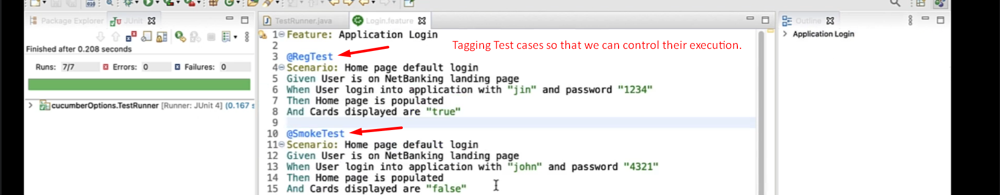 Package Explorer JUnit
Finished after 0.208 seconds
Runs: 7/7 Errors: 0 Failures: 0
cucumberOptions.TestRunner [Runner: JUnit 4] (0.167 s
TestRunner.java Login.feature
1 Feature: Application Login
2
Tagging Test cases so that we can control their execution.
3 @RegTest
4 Scenario: Home page default login
5 Given User is on NetBanking landing page
6 When User login into application with "jin" and password "1234"
7 Then Home page is populated
8 And Cards displayed are "true"
9
10 @SmokeTest
11 Scenario: Home page default login
12 Given User is on NetBanking landing page
13 When User login into application with "john" and password "4321"
14 Then Home page is populated
15 And Cards displayed are "false"
Outline
Application Login